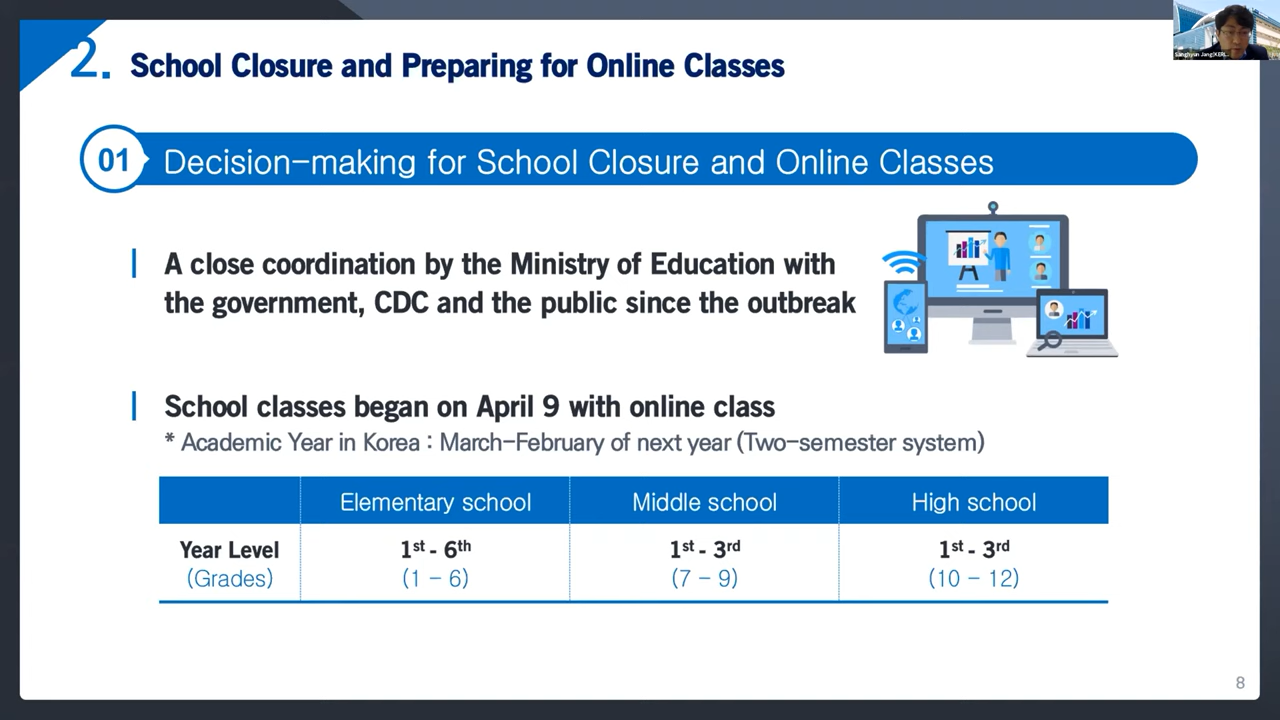 2. School Closure and Preparing for Online Classes
01 Decision-making for School Closure and Online Classes
A close coordination by the Ministry of Education with
the government, CDC and the public since the outbreak
School classes began on April 9 with online class
* Academic Year in Korea : March-February of next year (Two-semester system)
Elementary school Middle school High school
Year Level 1st - 6th 1st - 3rd 1st - 3rd
(Grades) (1 - 6) (7 - 9) (10 - 12)
8